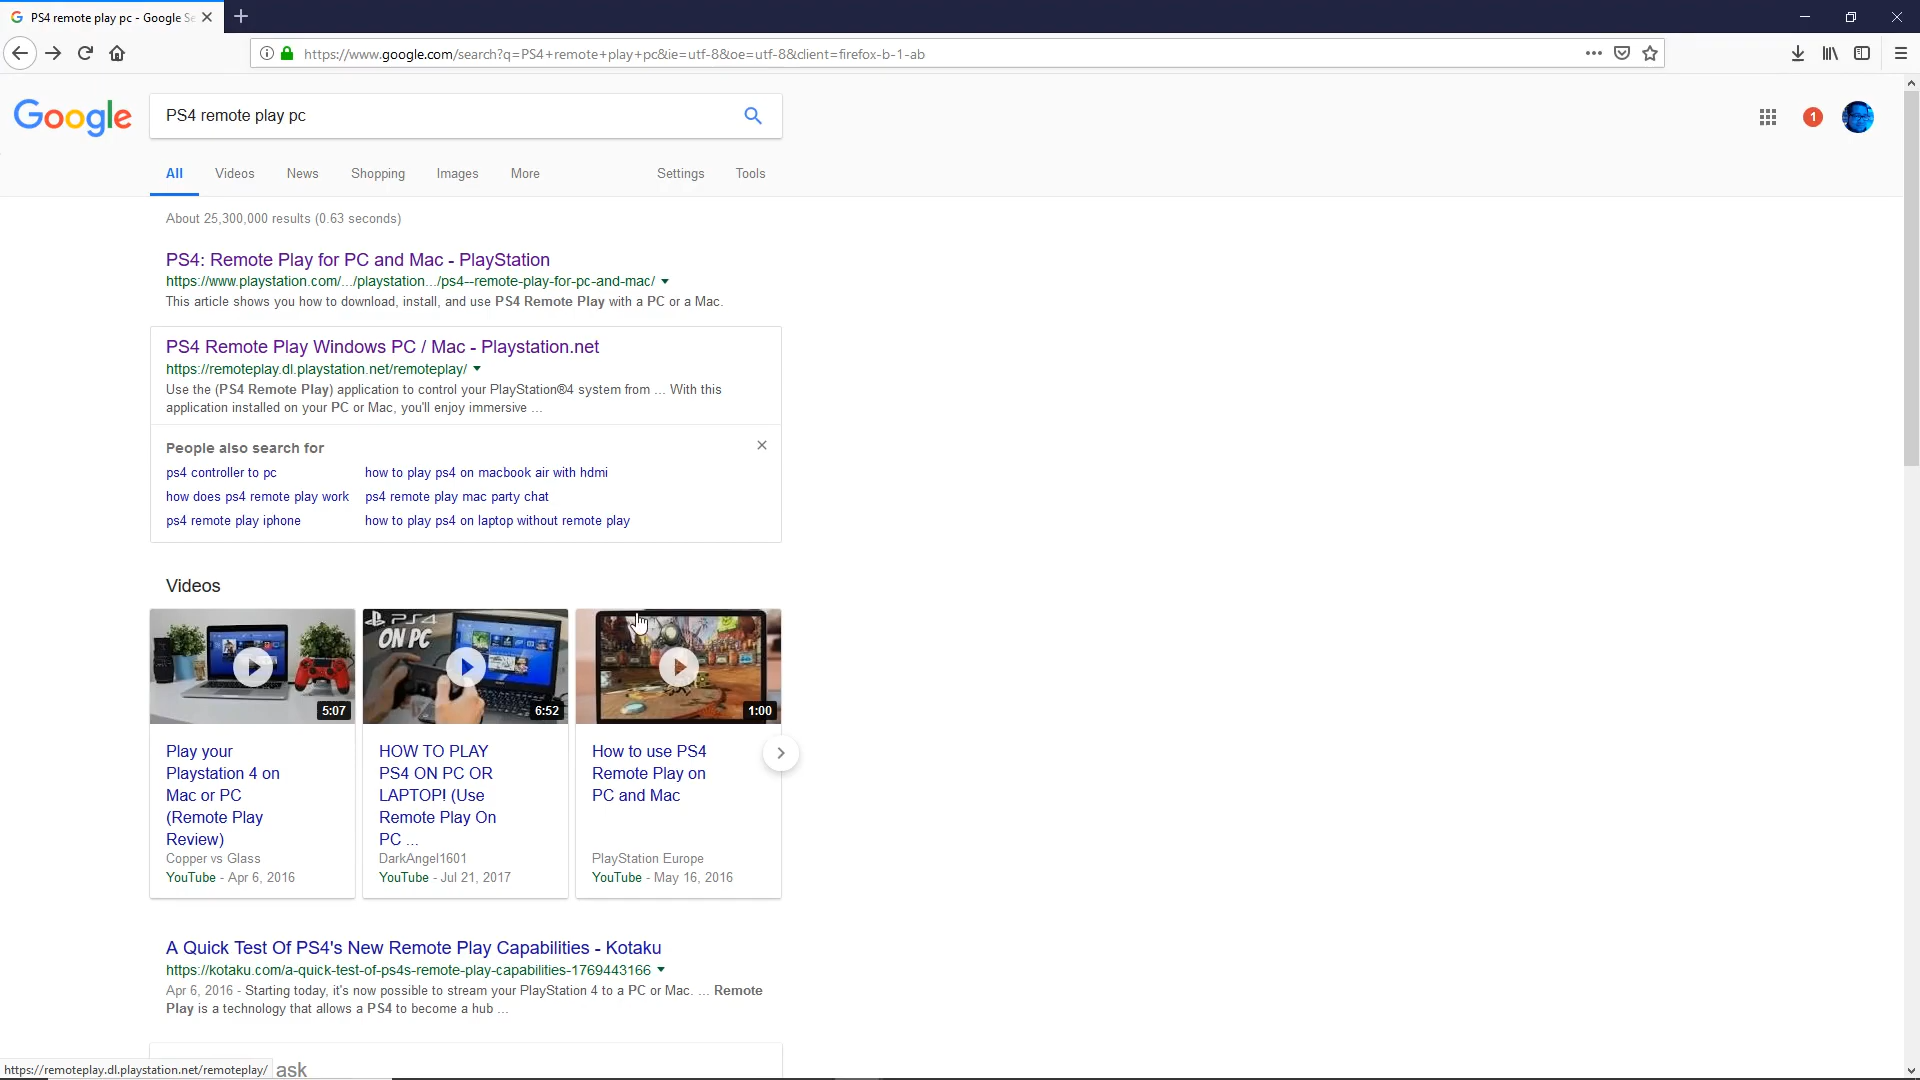 PS4 remote play pc - Google Se
https://www.google.com/search?q=PS4+remote+play+pc&ie=utf-8&oe=utf-8&client=firefox-b-1-ab
Google
PS4 remote play pc
1
All Videos News Shopping Images More Settings Tools
About 25,300,000 results (0.63 seconds)
PS4: Remote Play for PC and Mac - PlayStation
https://www.playstation.com/.../playstation.../ps4--remote-play-for-pc-and-mac/
This article shows you how to download, install, and use PS4 Remote Play with a PC or a Mac.
PS4 Remote Play Windows PC / Mac - Playstation.net
https://remoteplay.dl.playstation.net/remoteplay/
Use the (PS4 Remote Play) application to control your PlayStation®4 system from ... With this
application installed on your PC or Mac, you'll enjoy immersive ...
People also search for
ps4 controller to pc
how to play ps4 on macbook air with hdmi
how does ps4 remote play work
ps4 remote play mac party chat
ps4 remote play iphone
how to play ps4 on laptop without remote play
Videos
5:07
Play your
Playstation 4 on
Mac or PC
(Remote Play
Review)
Copper vs Glass
YouTube - Apr 6, 2016
PS4
ON PC
6:52
HOW TO PLAY
PS4 ON PC OR
LAPTOP! (Use
Remote Play On
PC ...
DarkAngel1601
YouTube - Jul 21, 2017
1:00
How to use PS4
Remote Play on
PC and Mac
PlayStation Europe
YouTube - May 16, 2016
A Quick Test Of PS4's New Remote Play Capabilities - Kotaku
https://kotaku.com/a-quick-test-of-ps4s-remote-play-capabilities-1769443166
Apr 6, 2016 - Starting today, it's now possible to stream your PlayStation 4 to a PC or Mac. ... Remote
Play is a technology that allows a PS4 to become a hub ...
ask
https://remoteplay.dl.playstation.net/remoteplay/